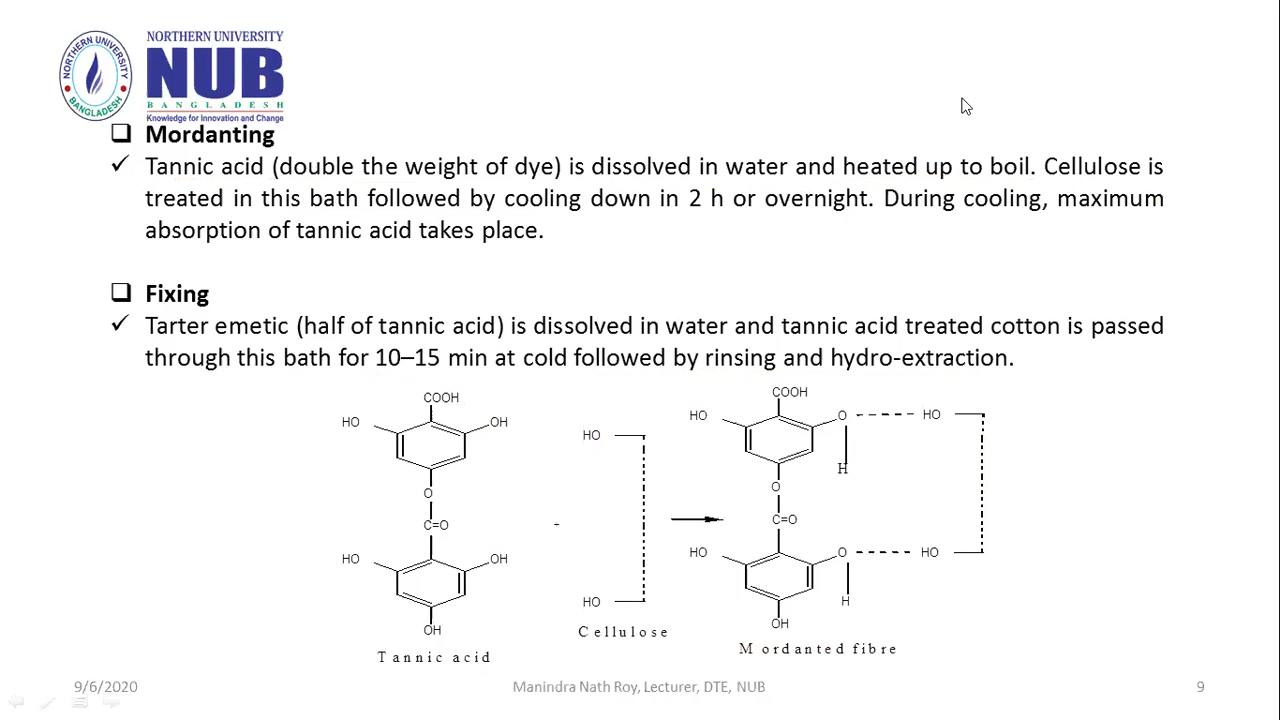 NORTHERN UNIVERSITY
NUB
BANGLADESH
Knowledge for Innovation and Change
NORTHERN UNIVERSITY
BANGLADESH
❑ Mordanting
✓ Tannic acid (double the weight of dye) is dissolved in water and heated up to boil. Cellulose is
treated in this bath followed by cooling down in 2 h or overnight. During cooling, maximum
absorption of tannic acid takes place.
❑ Fixing
✓ Tarter emetic (half of tannic acid) is dissolved in water and tannic acid treated cotton is passed
through this bath for 10–15 min at cold followed by rinsing and hydro-extraction.
COOH
HO OH
O
C=O
HO OH
OH
Tannic acid
+
HO
HO
Cellulose
COOH
HO O HO
H
O
C=O
HO O HO
H
OH
Mordanted fibre
9/6/2020 Manindra Nath Roy, Lecturer, DTE, NUB 9